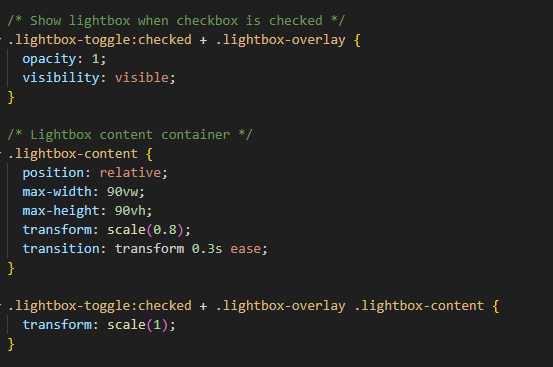 /* Show lightbox when checkbox is checked */
.lightbox-toggle:checked + .lightbox-overlay {
  opacity: 1;
  visibility: visible;
}

/* Lightbox content container */
.lightbox-content {
  position: relative;
  max-width: 90vw;
  max-height: 90vh;
  transform: scale(0.8);
  transition: transform 0.3s ease;
}

.lightbox-toggle:checked + .lightbox-overlay .lightbox-content {
  transform: scale(1);
}